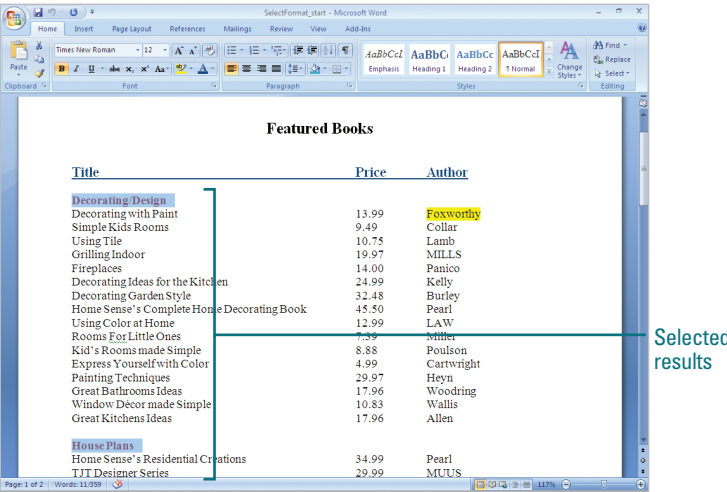 SelectFormat_start - Microsoft Word
Home Insert Page Layout References Mailings Review View Add-Ins
Times New Roman 12
Paste
AaBbCcI AaBbC AaBbCc AaBbCcI
Emphasis Heading 1 Heading 2 ¶ Normal
Change Styles
Find
Replace
Select
Clipboard Font Paragraph Styles Editing
Featured Books
Title Price Author
Decorating/Design
Decorating with Paint 13.99 Foxworthy
Simple Kids Rooms 9.49 Collar
Using Tile 10.75 Lamb
Grilling Indoor 19.97 MILLS
Fireplaces 14.00 Panico
Decorating Ideas for the Kitchen 24.99 Kelly
Decorating Garden Style 32.48 Burley
Home Sense's Complete Home Decorating Book 45.50 Pearl
Using Color at Home 12.99 LAW
Rooms For Little Ones 7.39 Miller
Kid's Rooms made Simple 8.88 Poulson
Express Yourself with Color 4.99 Cartwright
Painting Techniques 29.97 Heyn
Great Bathrooms Ideas 17.96 Woodring
Window Décor made Simple 10.83 Wallis
Great Kitchens Ideas 17.96 Allen
House Plans
Home Sense's Residential Creations 34.99 Pearl
TJT Designer Series 29.99 MUUS
Selected
results
Page: 1 of 2 Words: 11/359 117%